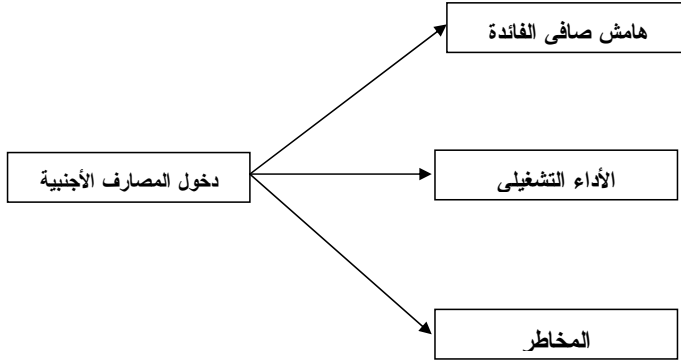 هامش صافى الفائدة
دخول المصارف الأجنبية
الأداء التشغيلى
المخاطر